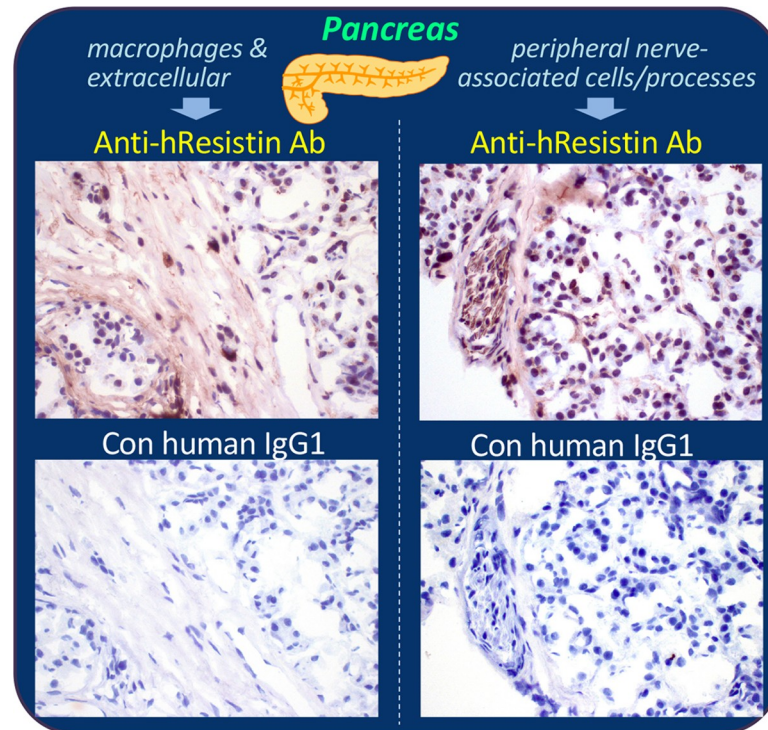 Pancreas
macrophages &
extracellular
peripheral nerve-
associated cells/processes
Anti-hResistin Ab
Anti-hResistin Ab
Con human IgG1
Con human IgG1